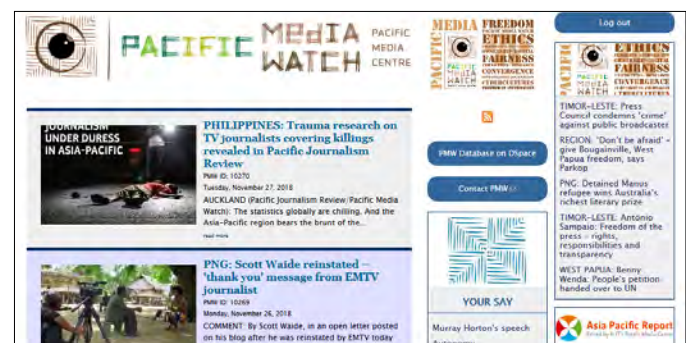 PACIFIC MEDIA WATCH
PACIFIC
MEDIA
CENTRE
JOURNALISM
UNDER DURESS
IN ASIA-PACIFIC
PHILIPPINES: Trauma research on
TV journalists covering killings
revealed in Pacific Journalism
Review
PMW ID: 10270
Tuesday, November 27, 2018
AUCKLAND (Pacific Journalism Review/Pacific Media
Watch): The statistics globally are chilling. And the
Asia-Pacific region bears the brunt of the...
read more
PNG: Scott Waide reinstated –
'thank you' message from EMTV
journalist
PMW ID: 10269
Monday, November 26, 2018
COMMENT: By Scott Waide, in an open letter posted
on his blog after he was reinstated by EMTV today
PACIFIC
MEDIA FREEDOM
ETHICS
FAIRNESS
CONVERGENCE
CYBERCULTURES
PACIFIC
MEDIA
WATCH
PMW Database on DSpace
Contact PMW
YOUR SAY
Murray Horton's speech
Log out
PACIFIC
ETHICS
FAIRNESS
CONVERGENCE
CYBERCULTURES
TIMOR-LESTE: Press
Council condemns 'crime'
against public broadcaster
REGION: 'Don't be afraid' –
give Bougainville, West
Papua freedom, says
Parkop
PNG: Detained Manus
refugee wins Australia's
richest literary prize
TIMOR-LESTE: Antonio
Sampaio: Freedom of the
press – rights,
responsibilities and
transparency
WEST PAPUA: Benny
Wenda: People's petition
handed over to UN
Asia Pacific Report